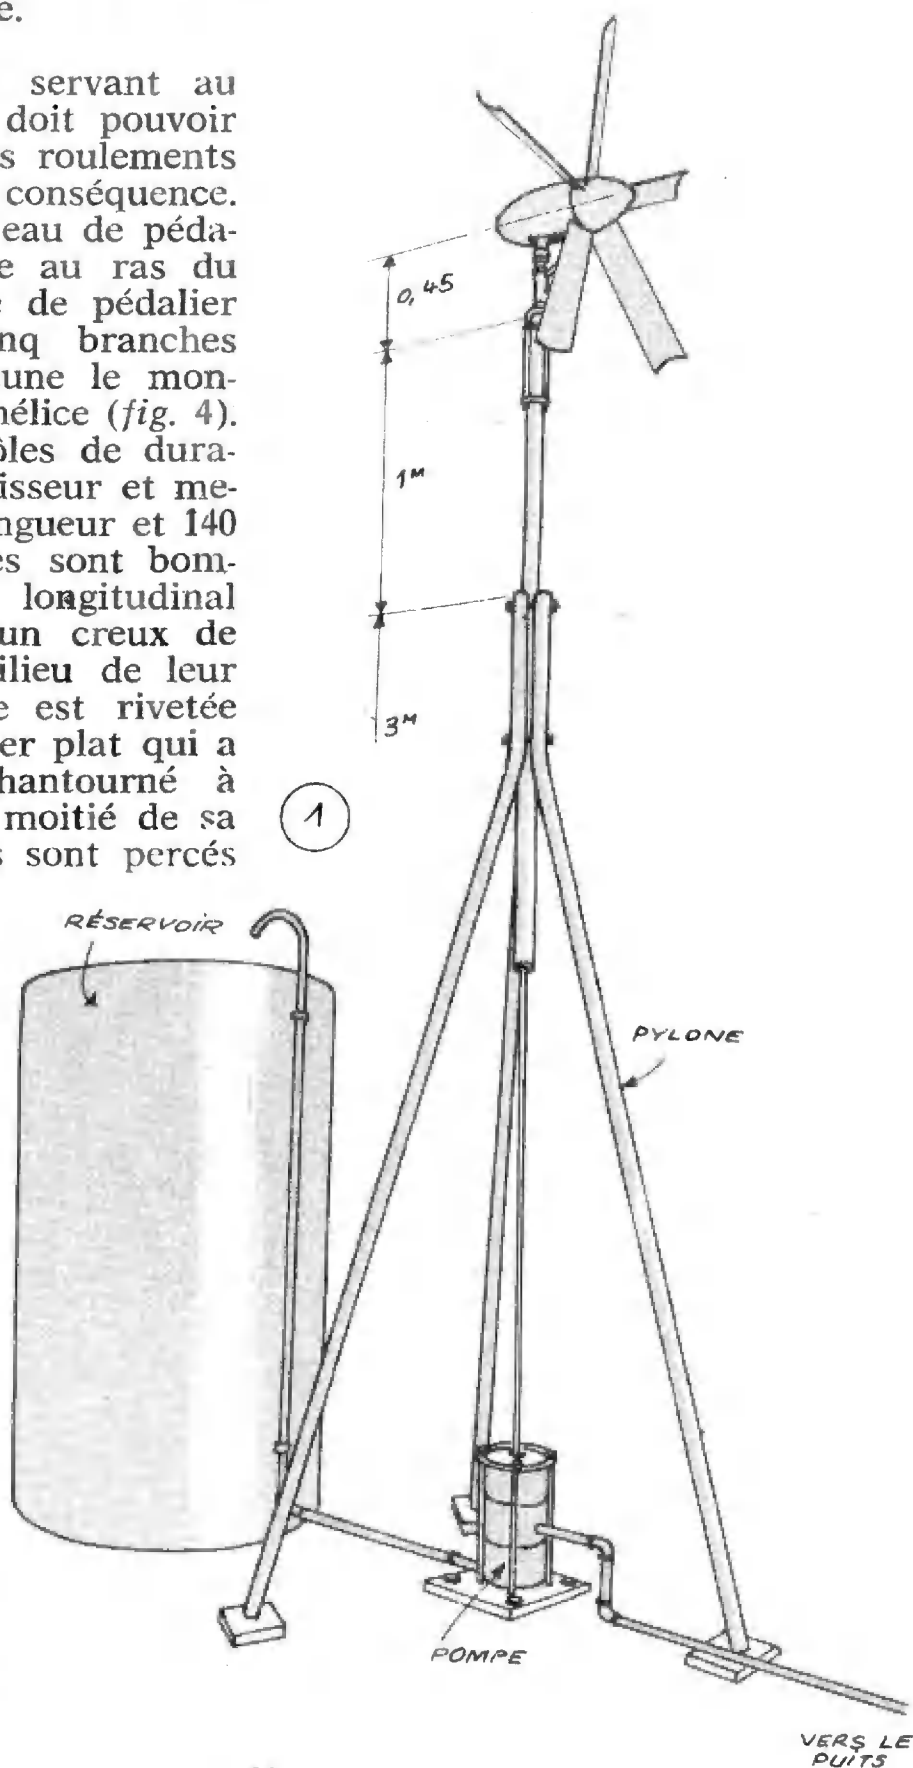 e.
servant au
doit pouvoir
s roulements
conséquence.
eau de péda-
e au ras du
e de pédalier
nq branches
une le mon-
hélice (fig. 4).
ôles de dura-
isseur et me-
ngueur et 140
es sont bom-
longitudinal
un creux de
ilieu de leur
e est rivetée
er plat qui a
hantourné à
moitié de sa
s sont percés
0,45
1M
3M
1
RÉSERVOIR
PYLONE
POMPE
VERS LE
PUITS